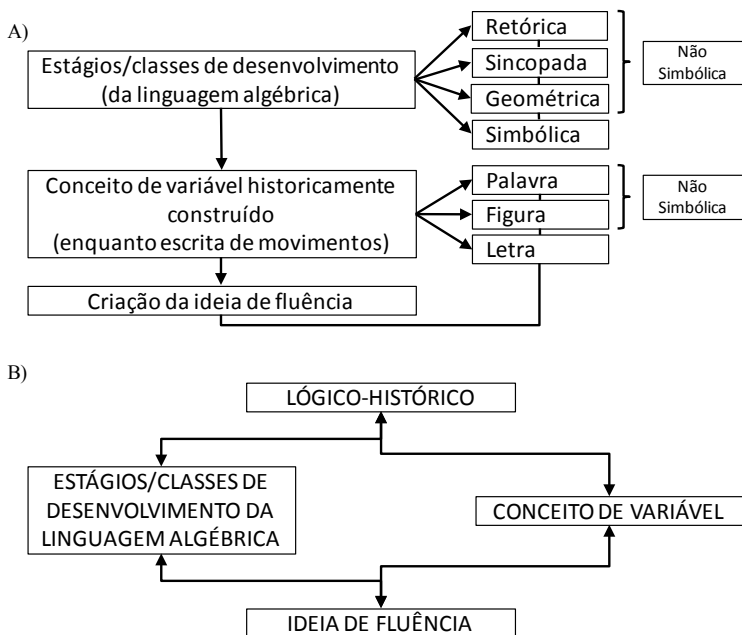 A)
Estágios/classes de desenvolvimento
(da linguagem algébrica)
Retórica
Sincopada
Geométrica
Simbólica
Não
Simbólica
Conceito de variável historicamente
construído
(enquanto escrita de movimentos)
Palavra
Figura
Letra
Não
Simbólica
Criação da ideia de fluência
B)
LÓGICO-HISTÓRICO
ESTÁGIOS/CLASSES DE
DESENVOLVIMENTO DA
LINGUAGEM ALGÉBRICA
CONCEITO DE VARIÁVEL
IDEIA DE FLUÊNCIA